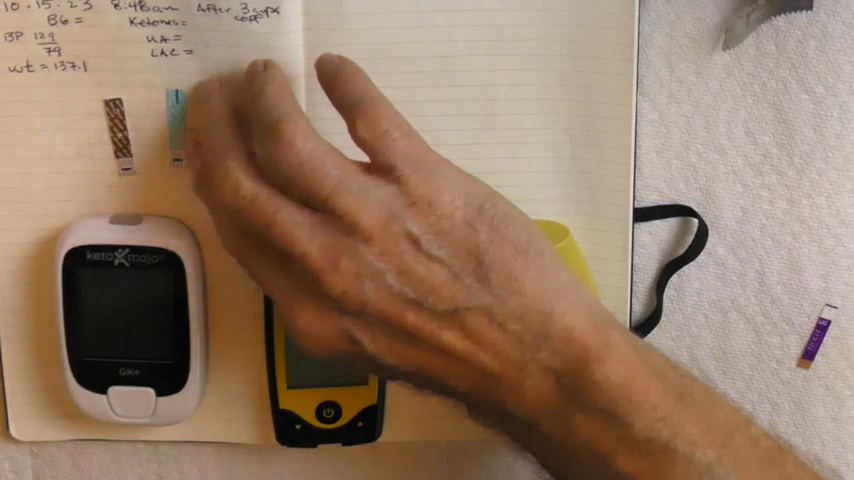 10.15.23 8:48am After 3 cups
BG= Ketones=
BP 129 UA=
79 LAC=
wt=137.1
keto mojo
GK+
LAC